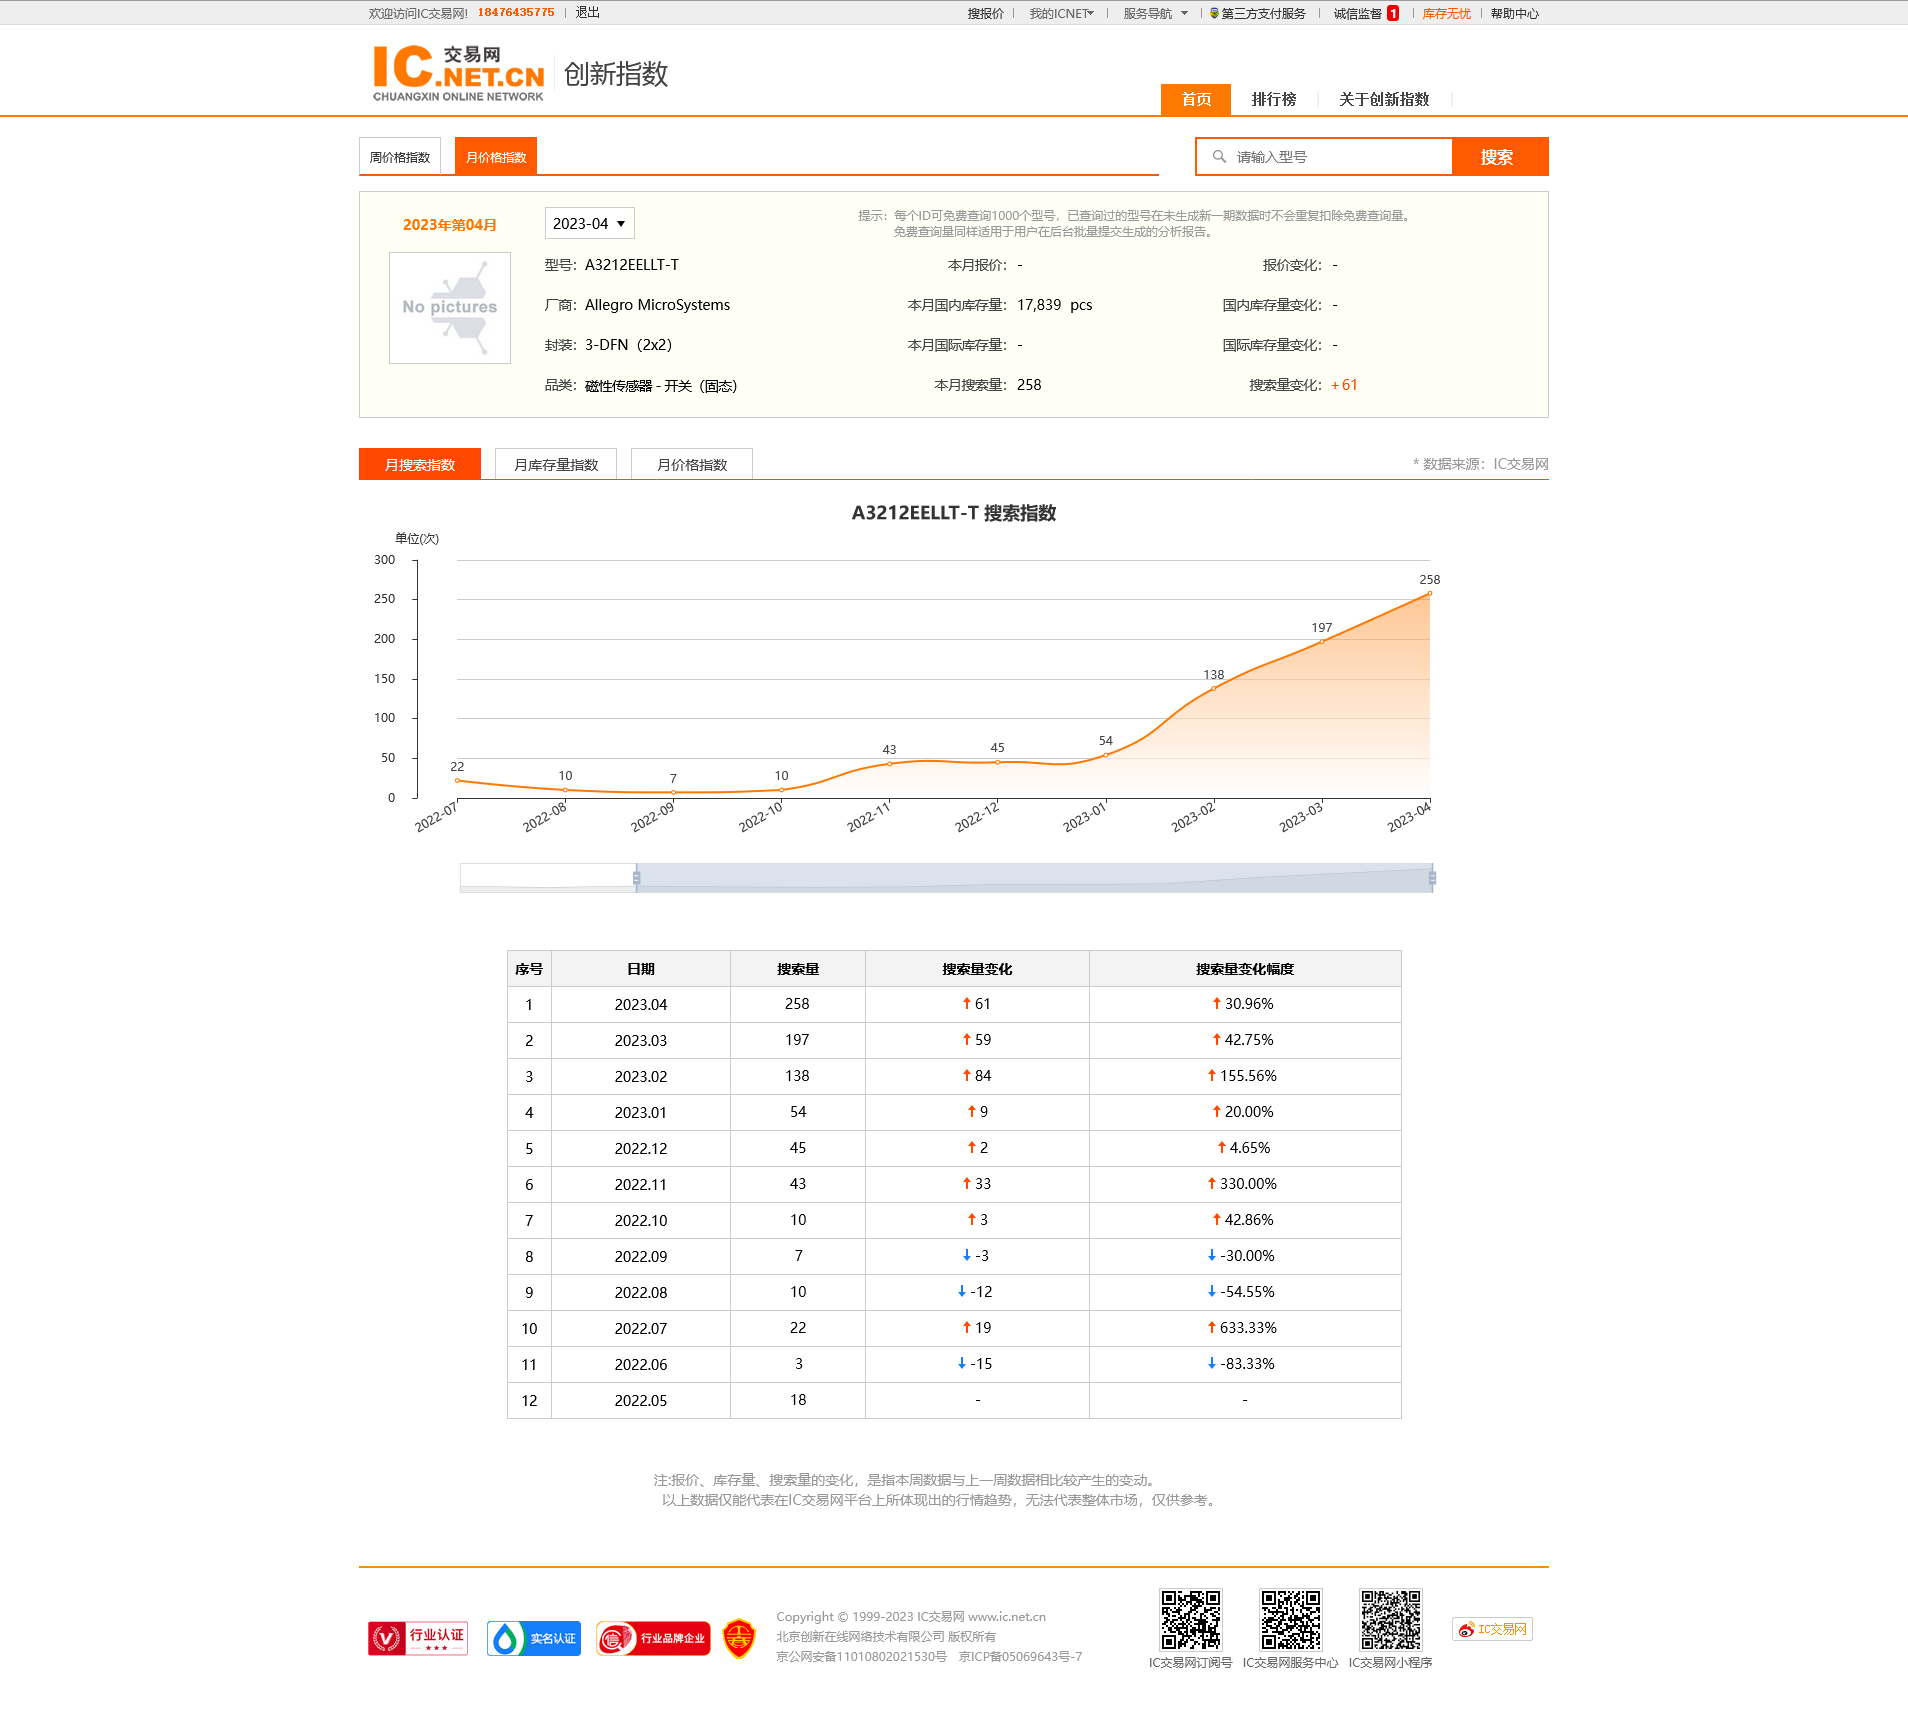 欢迎访问IC交易网! 18476435775 退出 搜报价 我的ICNET 服务导航 第三方支付服务 诚信监督 1 库存无忧 帮助中心
IC.NET.CN 交易网 创新指数
CHUANGXIN ONLINE NETWORK
首页 排行榜 关于创新指数
周价格指数 月价格指数 请输入型号 搜索
2023年第04月 2023-04
提示：每个ID可免费查询1000个型号，已查询过的型号在未生成新一期数据时不会重复扣除免费查询量。
免费查询量同样适用于用户在后台批量提交生成的分析报告。
No pictures
型号：A3212EELLT-T 本月报价：- 报价变化：-
厂商：Allegro MicroSystems 本月国内库存量：17,839 pcs 国内库存量变化：-
封装：3-DFN（2x2） 本月国际库存量：- 国际库存量变化：-
品类：磁性传感器 - 开关（固态） 本月搜索量：258 搜索量变化：+61
月搜索指数 月库存量指数 月价格指数 * 数据来源：IC交易网
A3212EELLT-T 搜索指数
单位(次)
300
250
200
150
100
50
0
22 10 7 10 43 45 54 138 197 258
2022-07 2022-08 2022-09 2022-10 2022-11 2022-12 2023-01 2023-02 2023-03 2023-04
序号 日期 搜索量 搜索量变化 搜索量变化幅度
1 2023.04 258 ↑ 61 ↑ 30.96%
2 2023.03 197 ↑ 59 ↑ 42.75%
3 2023.02 138 ↑ 84 ↑ 155.56%
4 2023.01 54 ↑ 9 ↑ 20.00%
5 2022.12 45 ↑ 2 ↑ 4.65%
6 2022.11 43 ↑ 33 ↑ 330.00%
7 2022.10 10 ↑ 3 ↑ 42.86%
8 2022.09 7 ↓ -3 ↓ -30.00%
9 2022.08 10 ↓ -12 ↓ -54.55%
10 2022.07 22 ↑ 19 ↑ 633.33%
11 2022.06 3 ↓ -15 ↓ -83.33%
12 2022.05 18 - -
注:报价、库存量、搜索量的变化，是指本周数据与上一周数据相比较产生的变动。
以上数据仅能代表在IC交易网平台上所体现出的行情趋势，无法代表整体市场，仅供参考。
行业认证 实名认证 信 行业品牌企业
Copyright © 1999-2023 IC交易网 www.ic.net.cn
北京创新在线网络技术有限公司 版权所有
京公网安备11010802021530号 京ICP备05069643号-7
IC交易网订阅号 IC交易网服务中心 IC交易网小程序
IC交易网